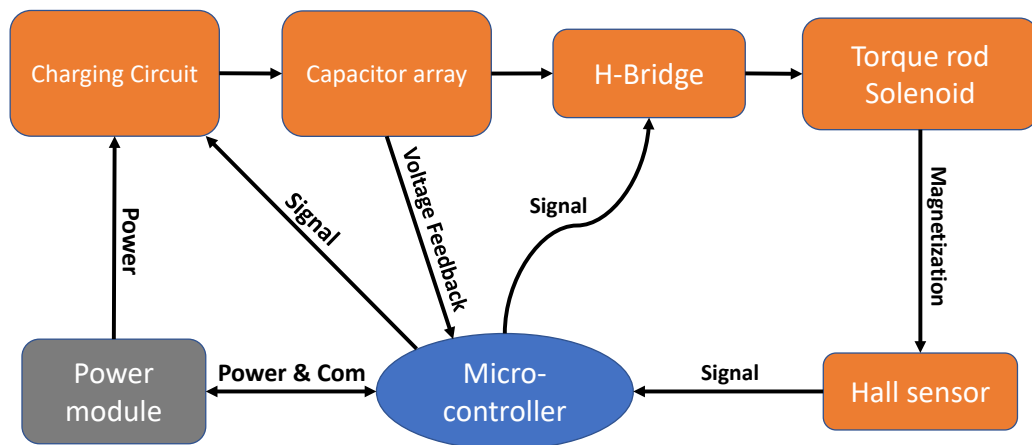 Charging Circuit
Capacitor array
H-Bridge
Torque rod
Solenoid
Power
Signal
Voltage Feedback
Signal
Magnetization
Power
module
Power & Com
Micro-
controller
Signal
Hall sensor